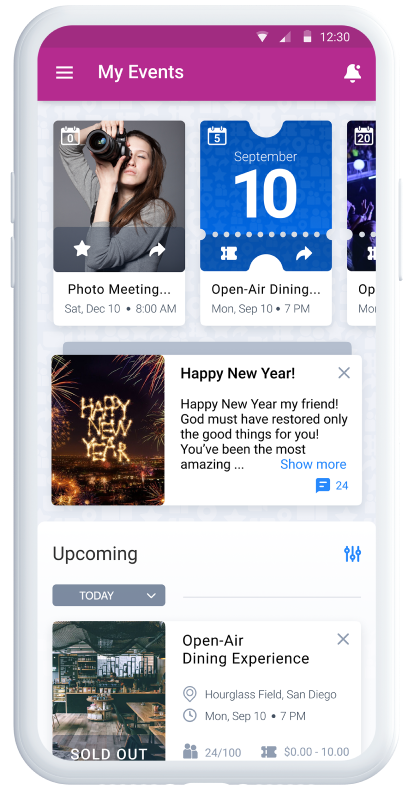 12:30
My Events
0
5
20
September
10
Photo Meeting...
Sat, Dec 10 • 8:00 AM
Open-Air Dining...
Mon, Sep 10 • 7 PM
Op
Mon
HAPPY
NEW
YEAR
Happy New Year!
Happy New Year my friend!
God must have restored only
the good things for you!
You've been the most
amazing ... Show more
24
Upcoming
TODAY
Open-Air
Dining Experience
Hourglass Field, San Diego
Mon, Sep 10 • 7 PM
SOLD OUT
24/100
$0.00 - 10.00